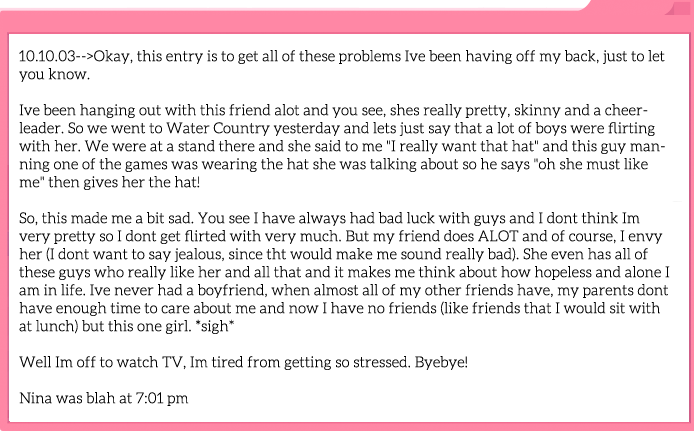 10.10.03-->Okay, this entry is to get all of these problems Ive been having off my back, just to let
you know.
Ive been hanging out with this friend alot and you see, shes really pretty, skinny and a cheer-
leader. So we went to Water Country yesterday and lets just say that a lot of boys were flirting
with her. We were at a stand there and she said to me "I really want that hat" and this guy man-
ning one of the games was wearing the hat she was talking about so he says "oh she must like
me" then gives her the hat!
So, this made me a bit sad. You see I have always had bad luck with guys and I dont think Im
very pretty so I dont get flirted with very much. But my friend does ALOT and of course, I envy
her (I dont want to say jealous, since tht would make me sound really bad). She even has all of
these guys who really like her and all that and it makes me think about how hopeless and alone I
am in life. Ive never had a boyfriend, when almost all of my other friends have, my parents dont
have enough time to care about me and now I have no friends (like friends that I would sit with
at lunch) but this one girl. *sigh*
Well Im off to watch TV, Im tired from getting so stressed. Byebye!
Nina was blah at 7:01 pm